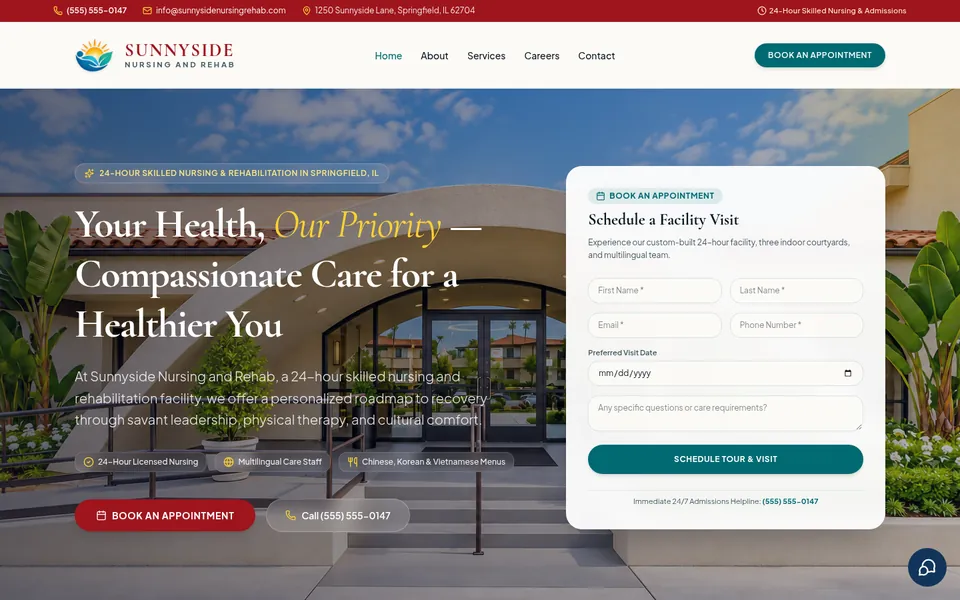 (555) 555-0147
info@sunnysidenursingrehab.com
1250 Sunnyside Lane, Springfield, IL 62704
24-Hour Skilled Nursing & Admissions
SUNNYSIDE
NURSING AND REHAB
Home
About
Services
Careers
Contact
BOOK AN APPOINTMENT
24-HOUR SKILLED NURSING & REHABILITATION IN SPRINGFIELD, IL
Your Health, Our Priority —
Compassionate Care for a
Healthier You
At Sunnyside Nursing and Rehab, a 24-hour skilled nursing and
rehabilitation facility, we offer a personalized roadmap to recovery
through savant leadership, physical therapy, and cultural comfort.
24-Hour Licensed Nursing
Multilingual Care Staff
Chinese, Korean & Vietnamese Menus
BOOK AN APPOINTMENT
Call (555) 555-0147
BOOK AN APPOINTMENT
Schedule a Facility Visit
Experience our custom-built 24-hour facility, three indoor courtyards,
and multilingual team.
First Name *
Last Name *
Email *
Phone Number *
Preferred Visit Date
mm/dd/yyyy
Any specific questions or care requirements?
SCHEDULE TOUR & VISIT
Immediate 24/7 Admissions Helpline: (555) 555-0147